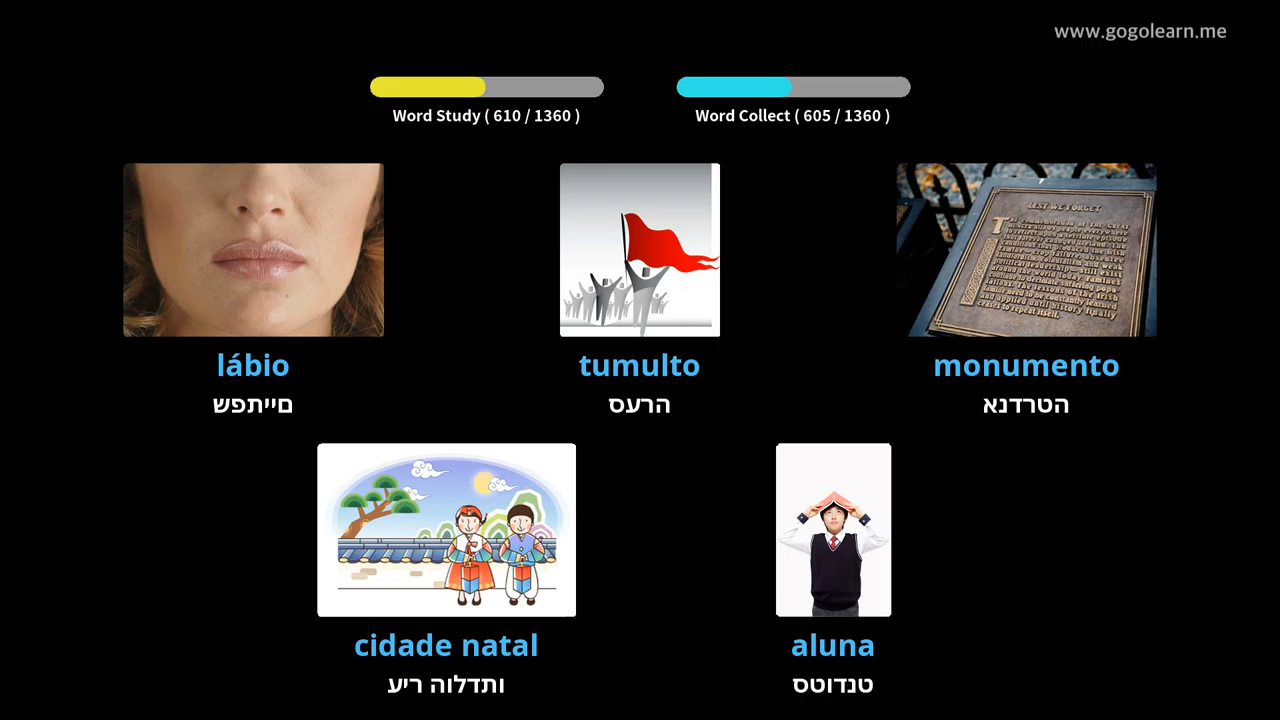 www.gogolearn.me
Word Study ( 610 / 1360 )
Word Collect ( 605 / 1360 )
LEST WE FORGET
lábio
tumulto
monumento
םייתפש
הרעס
הטרדנא
cidade natal
aluna
ותדלוה ריע
טנדוטס